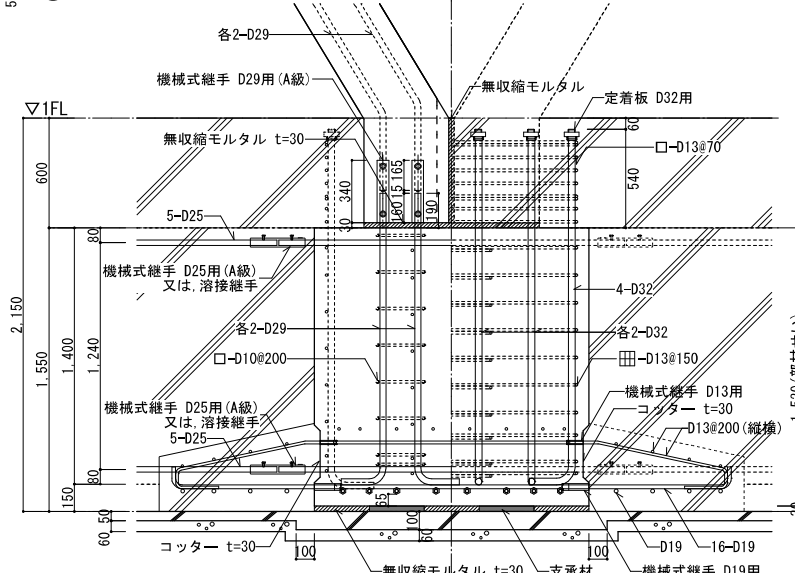 各2-D29
機械式継手 D29用(A級)
無収縮モルタル
定着板 D32用
▽1FL
無収縮モルタル t=30
□-D13@70
60
540
600
340
30
165
15
160
190
5-D25
80
機械式継手 D25用(A級)
又は,溶接継手
4-D32
2,150
1,550
1,400
1,240
各2-D29
各2-D32
□-D10@200
-D13@150
機械式継手 D13用
機械式継手 D25用(A級)
又は,溶接継手
コッター t=30
5-D25
D13@200(縦横)
80
150
65
100
60
50
60
コッター t=30
100
100
D19
16-D19
無収縮モルタル t=30
支承材
機械式継手 D19用